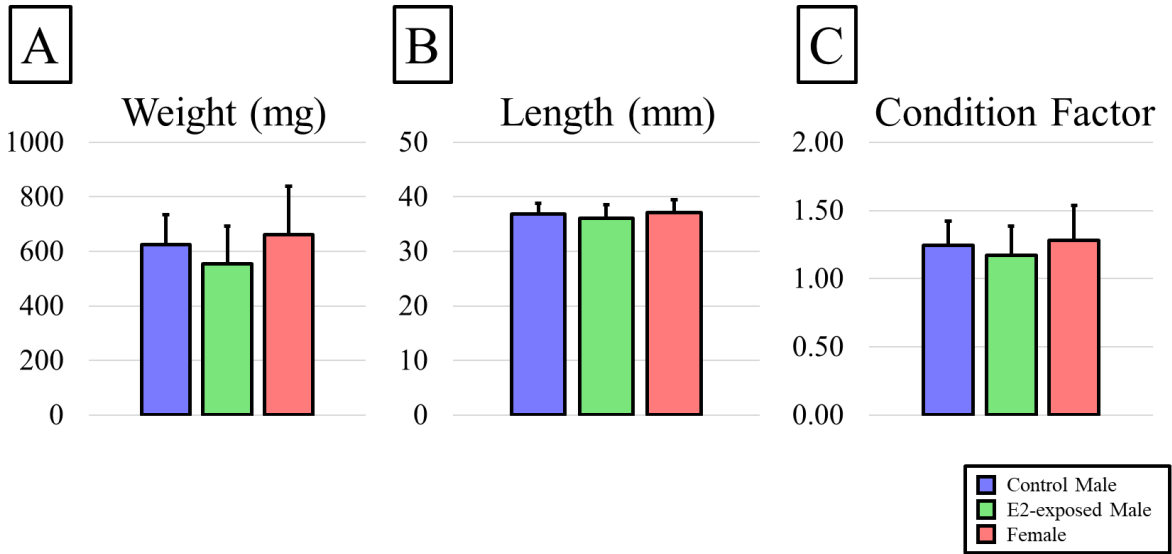 A
Weight (mg)
1000
800
600
400
200
0
B
Length (mm)
50
40
30
20
10
0
C
Condition Factor
2.00
1.50
1.00
0.50
0.00
Control Male
E2-exposed Male
Female